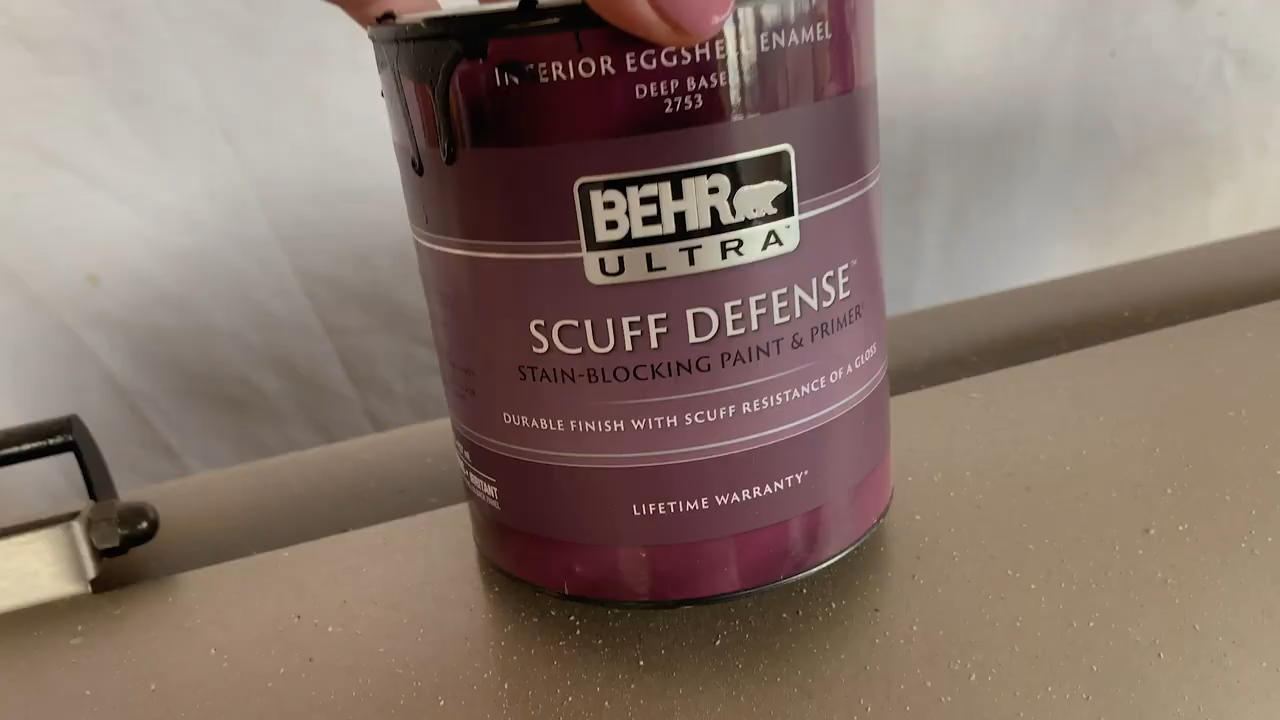 INTERIOR EGGSHELL ENAMEL
DEEP BASE
2753
BEHR
ULTRA™
SCUFF DEFENSE™
STAIN-BLOCKING PAINT & PRIMER
DURABLE FINISH WITH SCUFF RESISTANCE OF A GLOSS
LIFETIME WARRANTY*